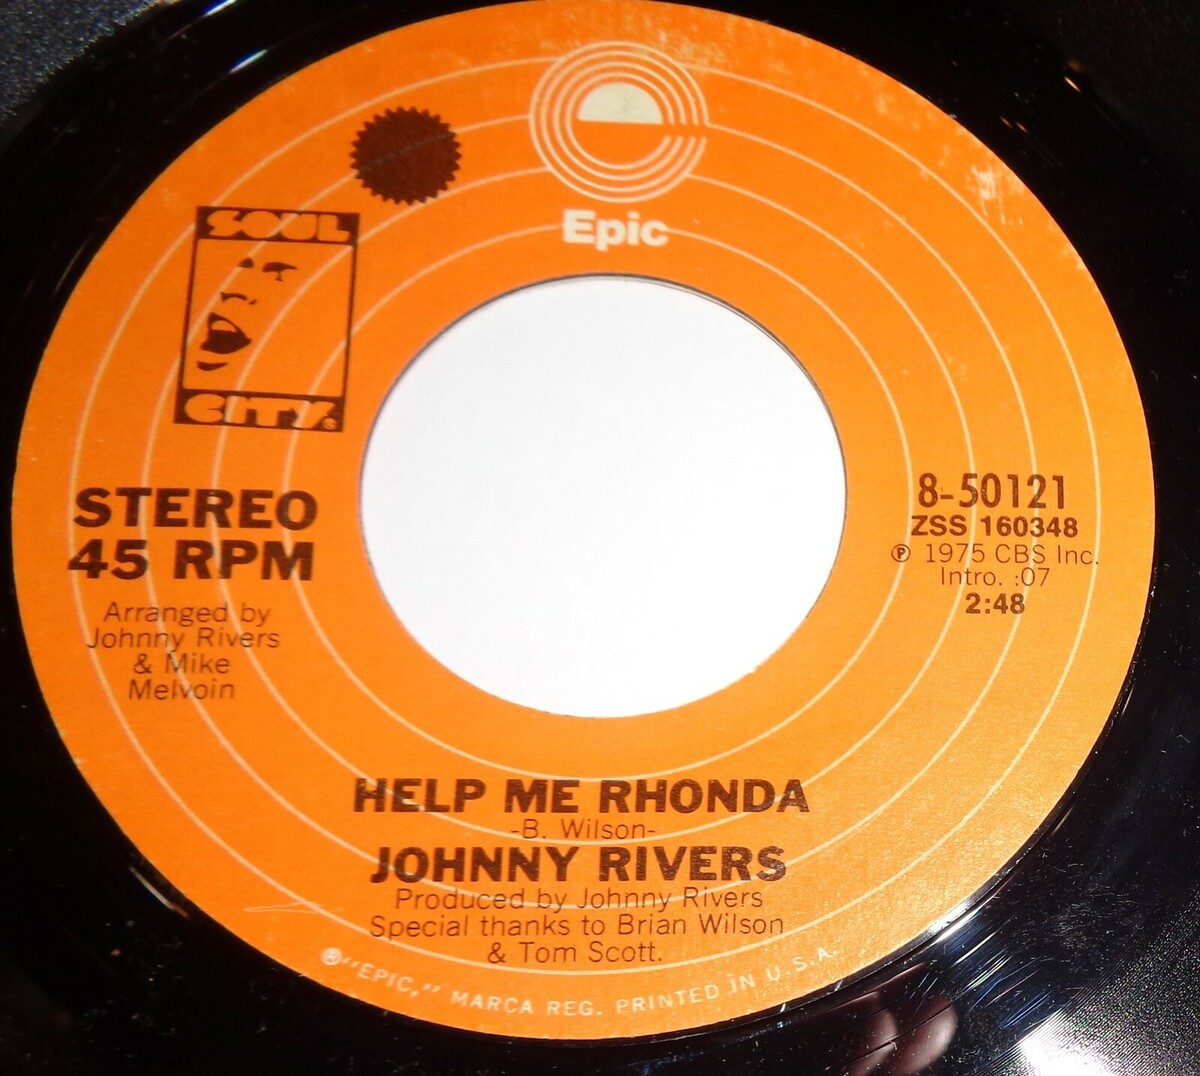 Epic
SOUL
CITY®
STEREO
45 RPM
Arranged by
Johnny Rivers
& Mike
Melvoin
8-50121
ZSS 160348
℗ 1975 CBS Inc.
Intro. :07
2:48
HELP ME RHONDA
-B. Wilson-
JOHNNY RIVERS
Produced by Johnny Rivers
Special thanks to Brian Wilson
& Tom Scott.
®"EPIC," MARCA REG. PRINTED IN U.S.A.